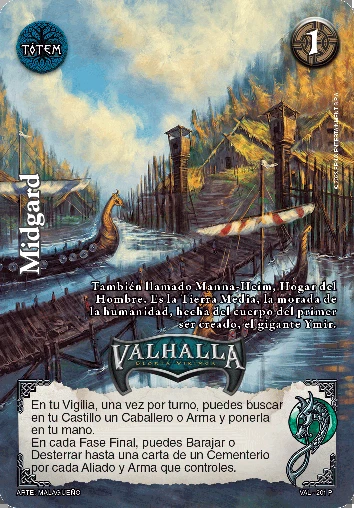 TÓTEM
1
Midgard
También llamado Manna-Heim, Hogar del
Hombre. Es la Tierra Media, la morada de
la humanidad, hecha del cuerpo del primer
ser creado, el gigante Ymir.
VALHALLA
GLORIA VIKINGA
En tu Vigilia, una vez por turno, puedes buscar
en tu Castillo un Caballero o Arma y ponerla
en tu mano.
En cada Fase Final, puedes Barajar o
Desterrar hasta una carta de un Cementerio
por cada Aliado y Arma que controles.
ARTE: MALAGUEÑO